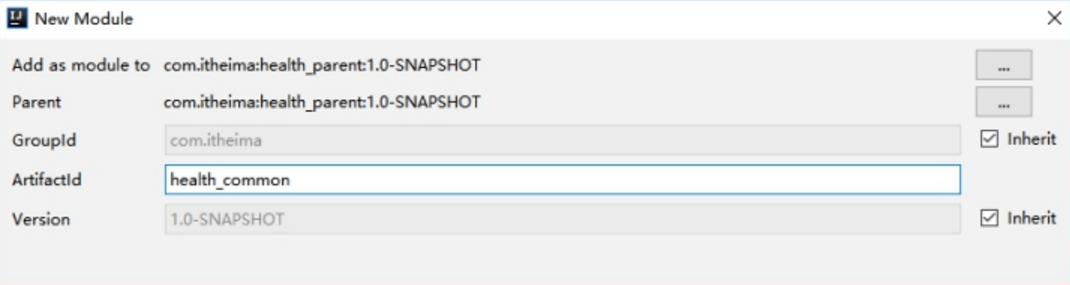 New Module
Add as module to com.itheima:health_parent:1.0-SNAPSHOT ...
Parent com.itheima:health_parent:1.0-SNAPSHOT ...
GroupId com.itheima Inherit
ArtifactId health_common
Version 1.0-SNAPSHOT Inherit